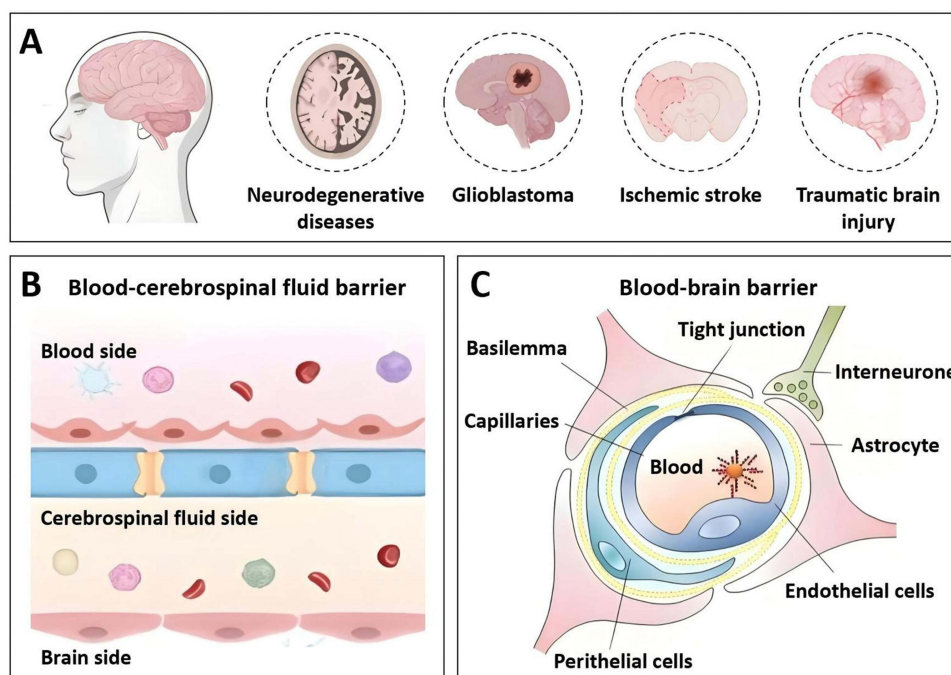 A
Neurodegenerative
diseases
Glioblastoma
Ischemic stroke
Traumatic brain
injury
B
Blood-cerebrospinal fluid barrier
Blood side
Cerebrospinal fluid side
Brain side
C
Blood-brain barrier
Tight junction
Basilemma
Interneurone
Capillaries
Astrocyte
Blood
Endothelial cells
Perithelial cells